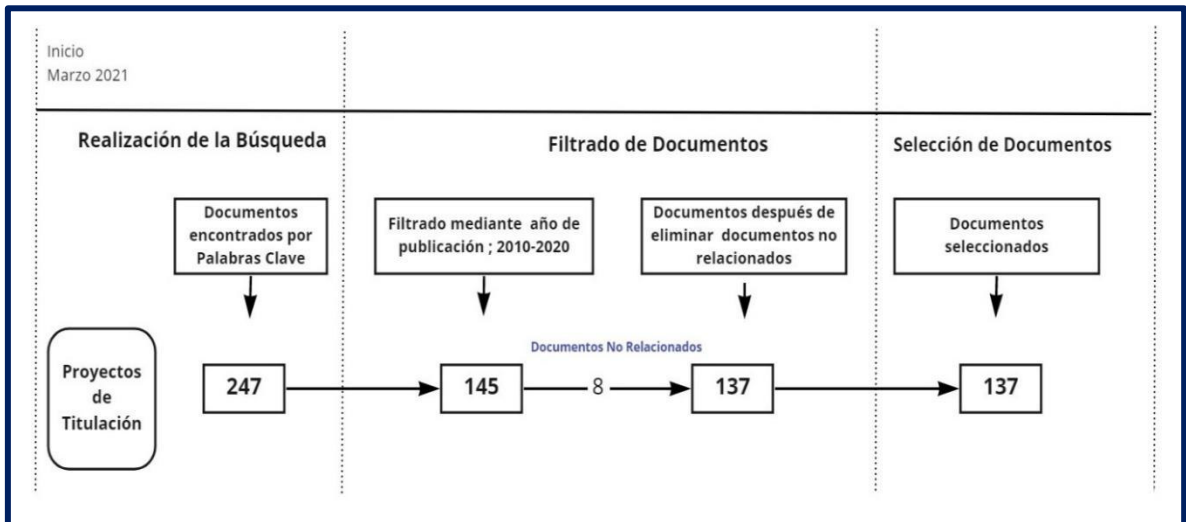 Inicio
Marzo 2021
Realización de la Búsqueda
Filtrado de Documentos
Selección de Documentos
Documentos
encontrados por
Palabras Clave
Filtrado mediante año de
publicación ; 2010-2020
Documentos después de
eliminar documentos no
relacionados
Documentos
seleccionados
Documentos No Relacionados
Proyectos
de
Titulación
247
145
8
137
137